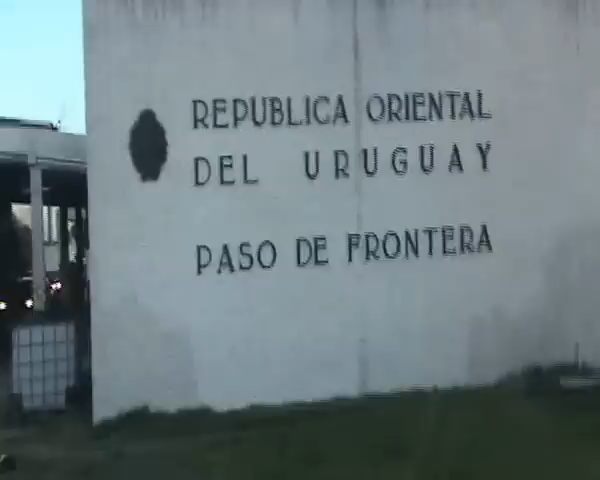 REPUBLICA ORIENTAL
DEL URUGUAY
PASO DE FRONTERA